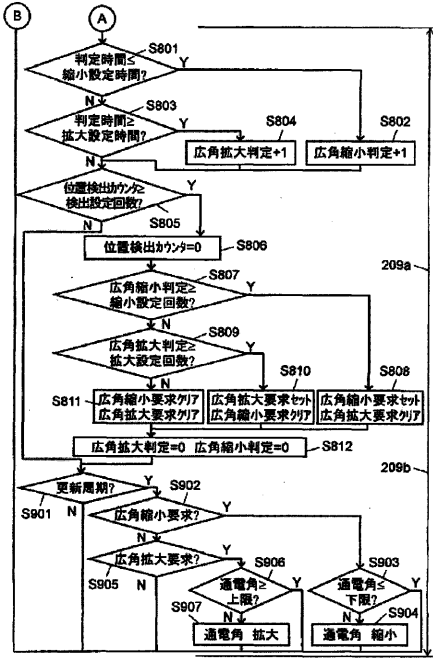 B
A
S801
判定時間≦
縮小設定時間?
Y
N
S803
判定時間≧
拡大設定時間?
Y
N
S804
広角拡大判定+1
S802
広角縮小判定+1
位置検出カウンタ≧
検出設定回数?
Y
N
S805
位置検出カウンタ=0
S806
S807
広角縮小判定≧
縮小設定回数?
Y
N
209a
S809
広角拡大判定≧
拡大設定回数?
Y
N
S811
広角縮小要求クリア
広角拡大要求クリア
S810
広角拡大要求セット
広角縮小要求クリア
S808
広角縮小要求セット
広角拡大要求クリア
広角拡大判定=0 広角縮小判定=0
S812
209b
更新周期?
Y
N
S901
S902
広角縮小要求?
Y
N
広角拡大要求?
Y
N
S905
S906
通電角≧
上限?
Y
N
S903
通電角≦
下限?
Y
N
S907
通電角 拡大
S904
通電角 縮小